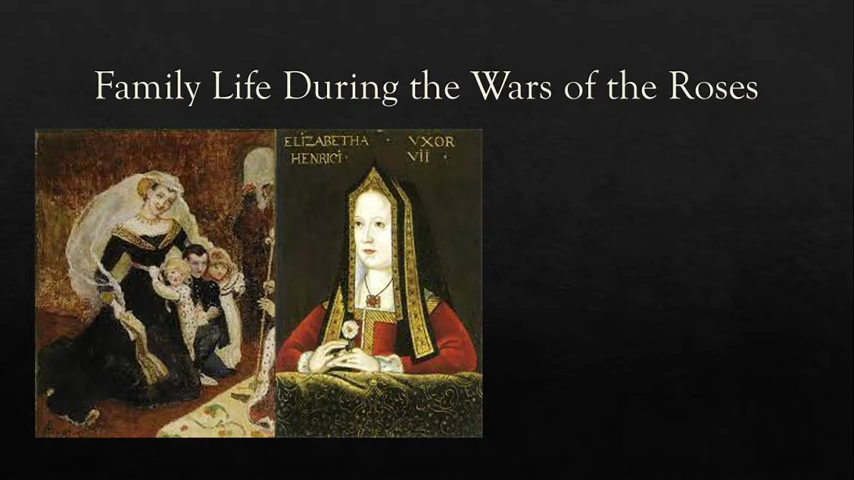 Family Life During the Wars of the Roses
ELIZABETHA · VXOR
HENRICI · VII ·